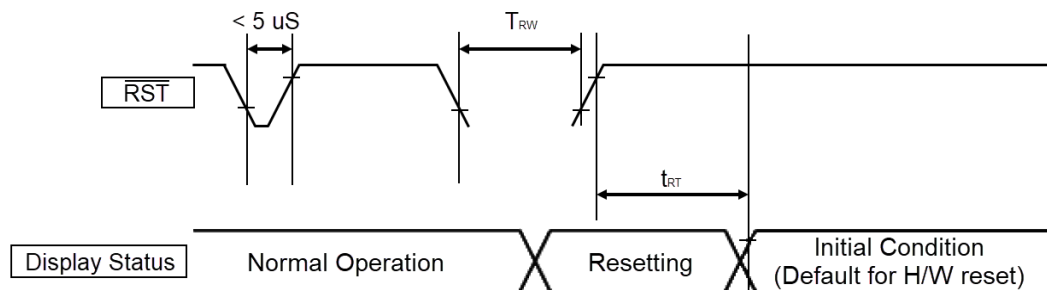 < 5 uS
TRW
RST
tRT
Display Status
Normal Operation
Resetting
Initial Condition
(Default for H/W reset)